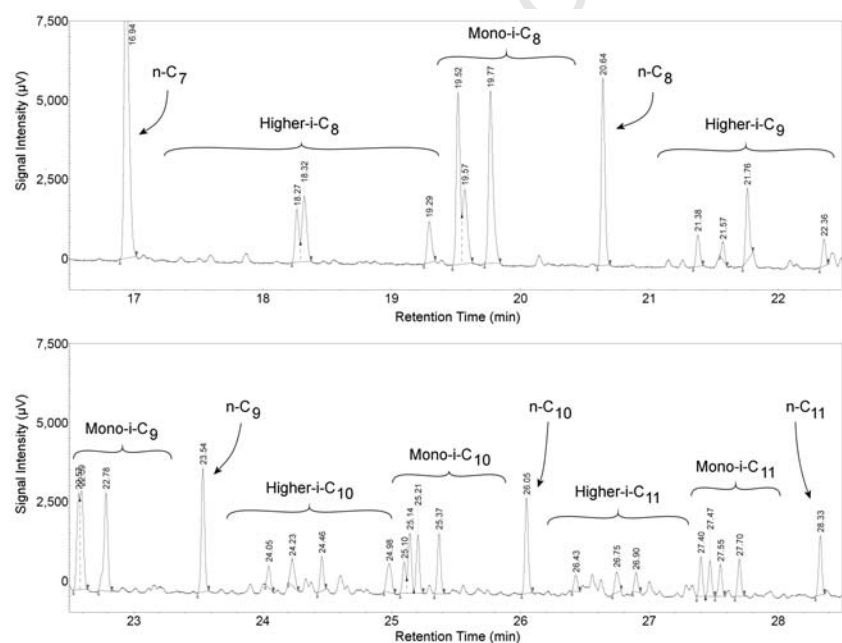 7,500
5,000
2,500
0
Signal Intensity (µV)
16.94
n-C7
Higher-i-C8
18.27
18.32
19.29
Mono-i-C8
19.52
19.57
19.77
n-C8
20.64
Higher-i-C9
21.38
21.57
21.76
22.36
17 18 19 20 21 22
Retention Time (min)
7,500
5,000
2,500
0
Signal Intensity (µV)
Mono-i-C9
22.59
22.78
n-C9
23.54
Higher-i-C10
24.05
24.23
24.46
24.98
Mono-i-C10
25.10
25.14
25.21
25.37
n-C10
26.05
Higher-i-C11
26.43
26.75
26.90
Mono-i-C11
27.40
27.47
27.55
27.70
n-C11
28.33
23 24 25 26 27 28
Retention Time (min)